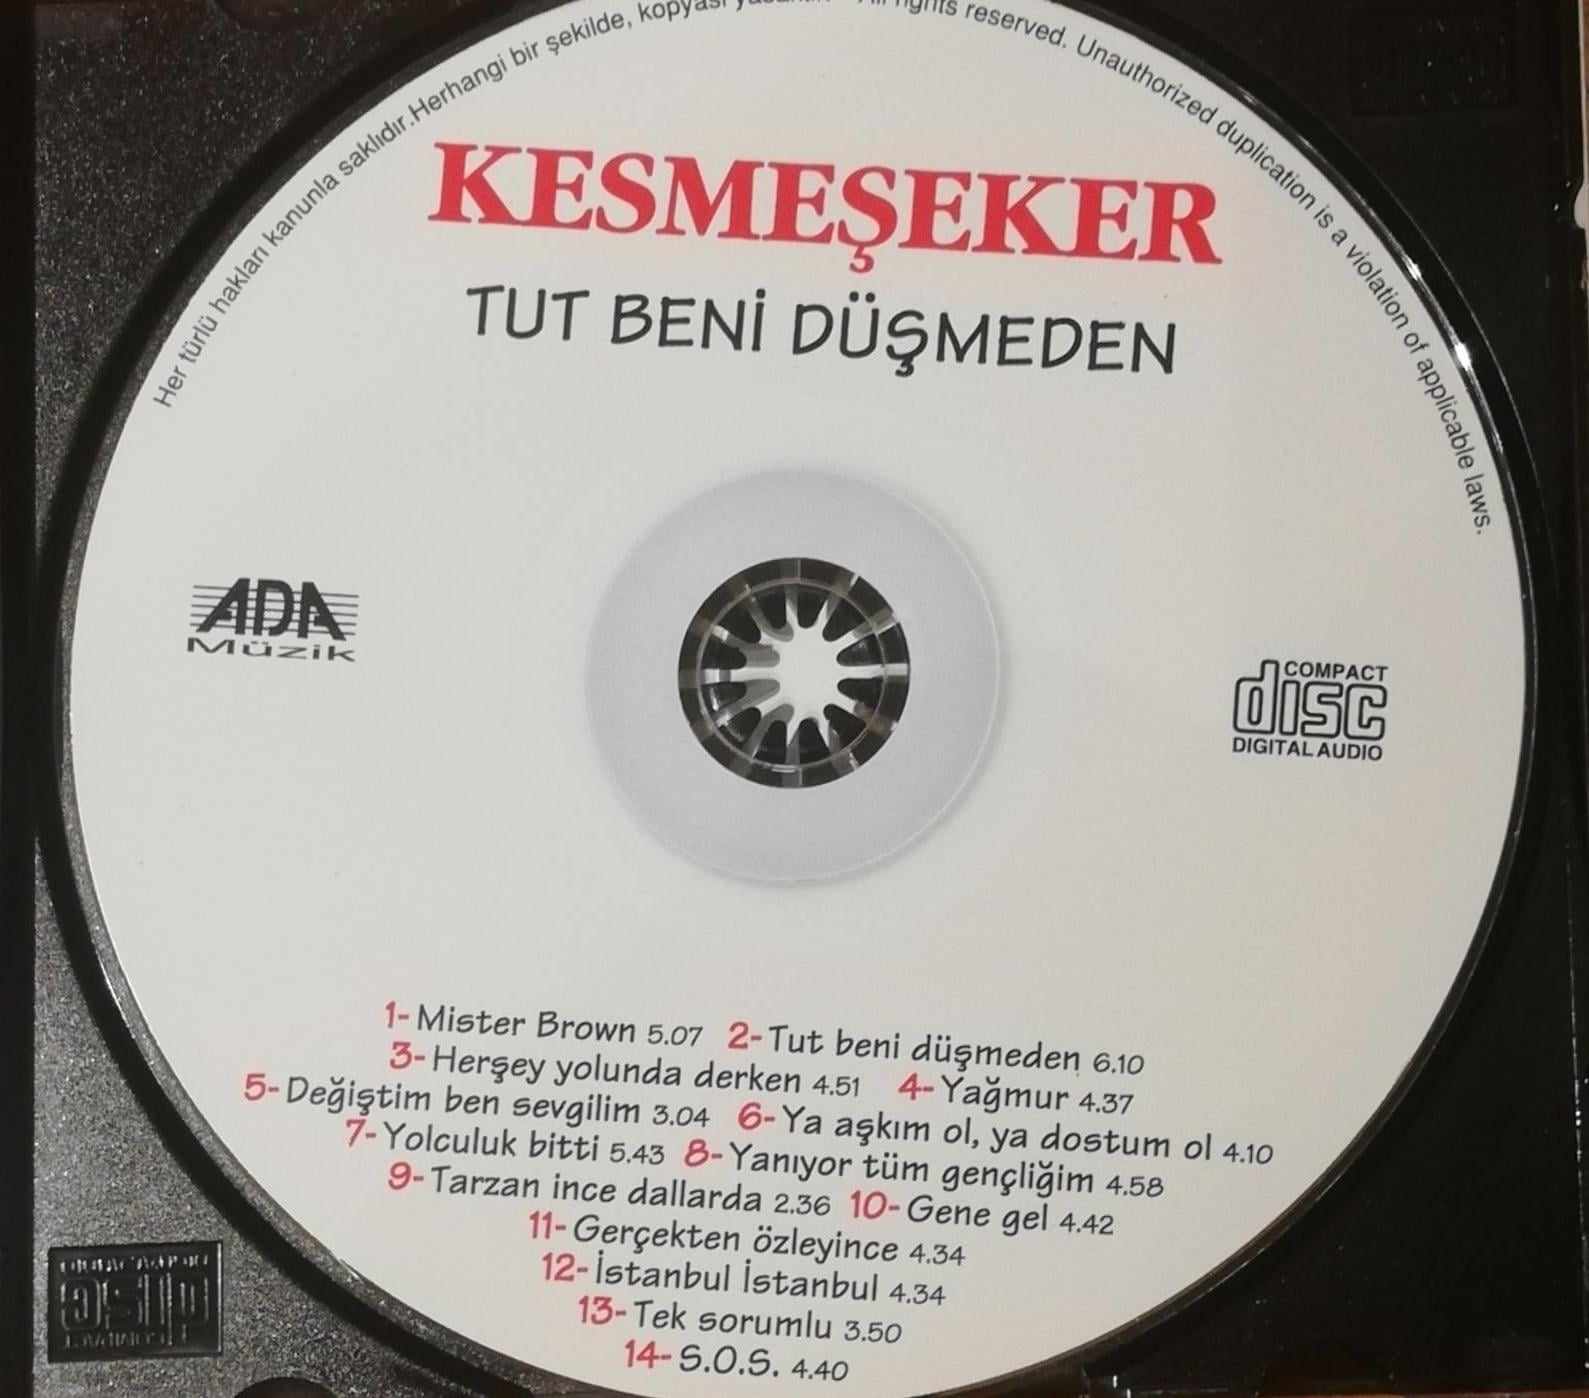 Her türlü hakları kanunla saklıdır.Herhangi bir şekilde, kopyası All rights reserved. Unauthorized duplication is a violation of applicable laws.
KESMEŞEKER
TUT BENİ DÜŞMEDEN
ADA
Müzik
COMPACT
disc
DIGITAL AUDIO
1- Mister Brown 5.07 2- Tut beni düşmeden 6.10
3- Herşey yolunda derken 4.51 4- Yağmur 4.37
5- Değiştim ben sevgilim 3.04 6- Ya aşkım ol, ya dostum ol 4.10
7- Yolculuk bitti 5.43 8- Yanıyor tüm gençliğim 4.58
9- Tarzan ince dallarda 2.36 10- Gene gel 4.42
11- Gerçekten özleyince 4.34
12- İstanbul İstanbul 4.34
13- Tek sorumlu 3.50
14- S.O.S. 4.40